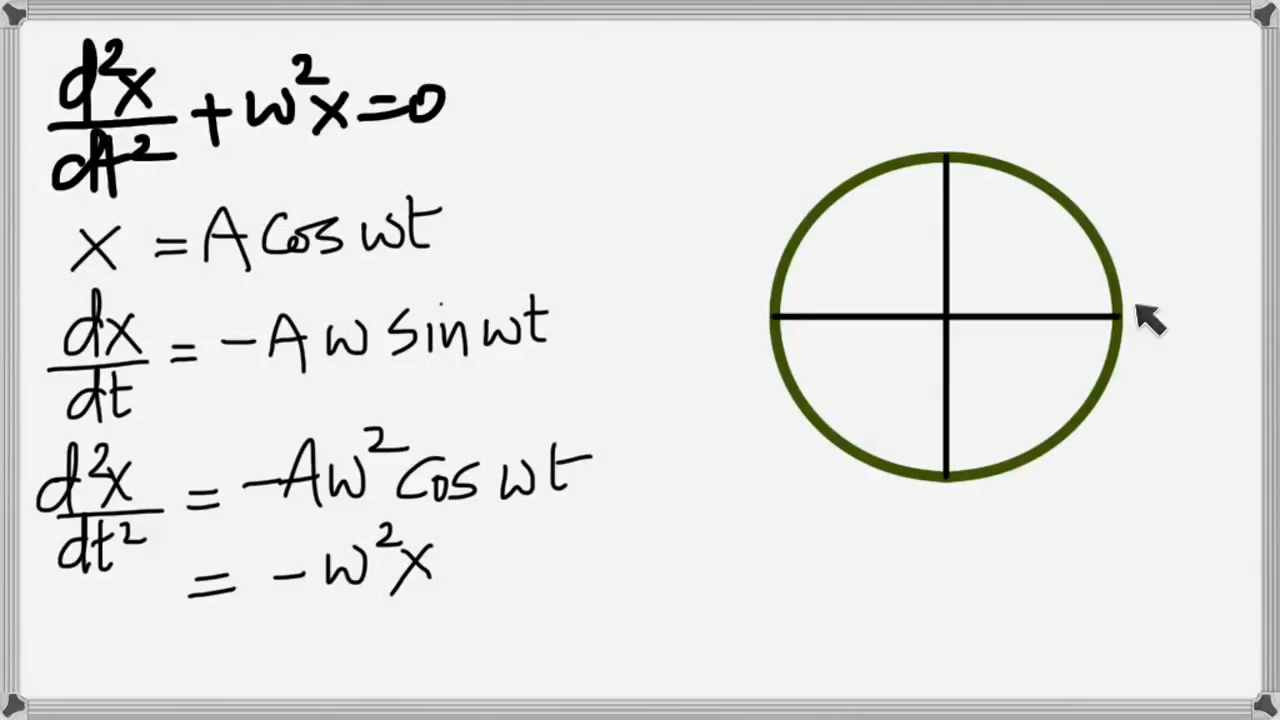 d²x/dt² + w²x = 0
x = A cos wt
dx/dt = -A w sin wt
d²x/dt² = -Aw² cos wt
= -w²x